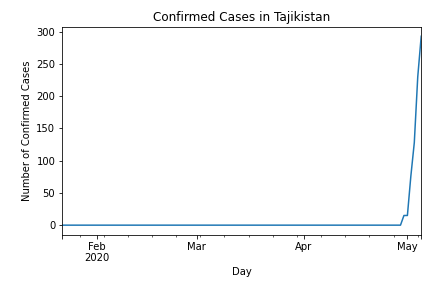 Confirmed Cases in Tajikistan
Number of Confirmed Cases
300
250
200
150
100
50
0
Feb Mar Apr May
2020
Day